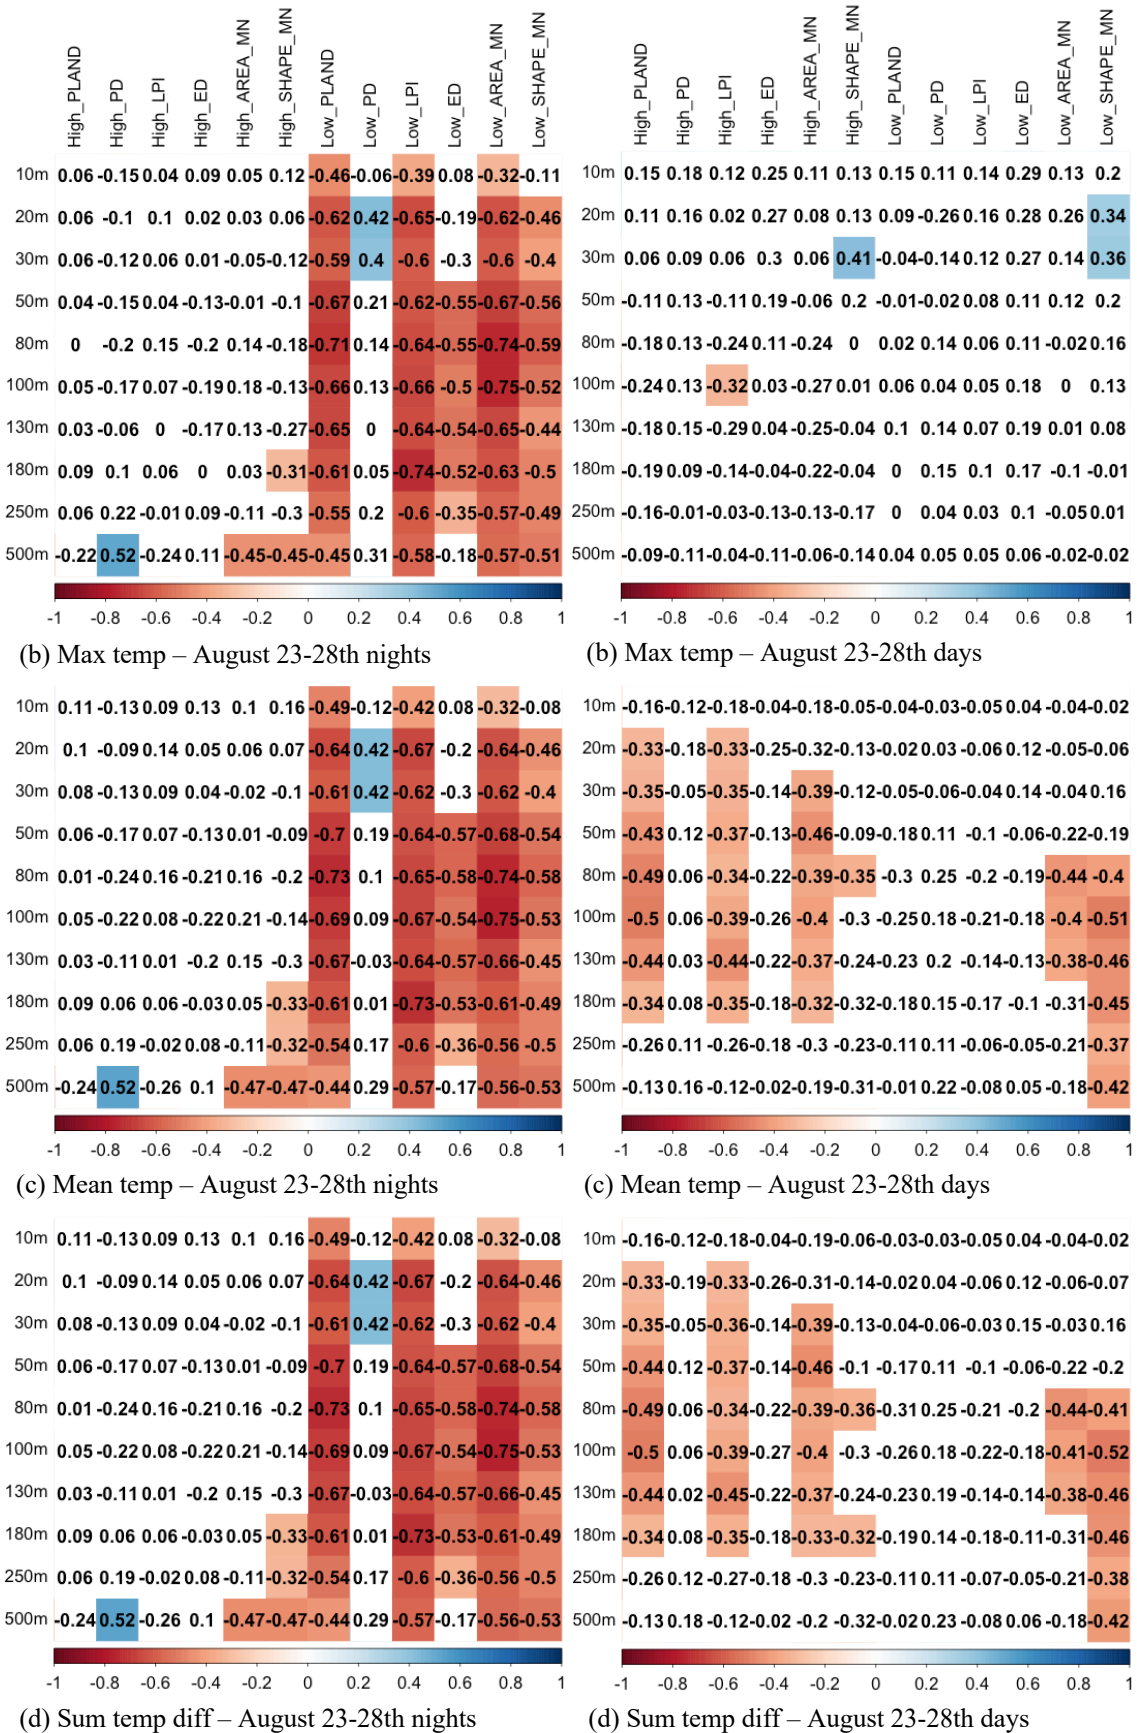 High_PLAND High_PD High_LPI High_ED High_AREA_MN High_SHAPE_MN Low_PLAND Low_PD Low_LPI Low_ED Low_AREA_MN Low_SHAPE_MN
10m 0.06 -0.15 0.04 0.09 0.05 0.12 -0.46 -0.06 -0.39 0.08 -0.32 -0.11
20m 0.06 -0.1 0.1 0.02 0.03 0.06 -0.62 0.42 -0.65 -0.19 -0.62 -0.46
30m 0.06 -0.12 0.06 0.01 -0.05 -0.12 -0.59 0.4 -0.6 -0.3 -0.6 -0.4
50m 0.04 -0.15 0.04 -0.13 -0.01 -0.1 -0.67 0.21 -0.62 -0.55 -0.67 -0.56
80m 0 -0.2 0.15 -0.2 0.14 -0.18 -0.71 0.14 -0.64 -0.55 -0.74 -0.59
100m 0.05 -0.17 0.07 -0.19 0.18 -0.13 -0.66 0.13 -0.66 -0.5 -0.75 -0.52
130m 0.03 -0.06 0 -0.17 0.13 -0.27 -0.65 0 -0.64 -0.54 -0.65 -0.44
180m 0.09 0.1 0.06 0 0.03 -0.31 -0.61 0.05 -0.74 -0.52 -0.63 -0.5
250m 0.06 0.22 -0.01 0.09 -0.11 -0.3 -0.55 0.2 -0.6 -0.35 -0.57 -0.49
500m -0.22 0.52 -0.24 0.11 -0.45 -0.45 -0.45 0.31 -0.58 -0.18 -0.57 -0.51
-1 -0.8 -0.6 -0.4 -0.2 0 0.2 0.4 0.6 0.8 1
(b) Max temp – August 23-28th nights
High_PLAND High_PD High_LPI High_ED High_AREA_MN High_SHAPE_MN Low_PLAND Low_PD Low_LPI Low_ED Low_AREA_MN Low_SHAPE_MN
10m 0.15 0.18 0.12 0.25 0.11 0.13 0.15 0.11 0.14 0.29 0.13 0.2
20m 0.11 0.16 0.02 0.27 0.08 0.13 0.09 -0.26 0.16 0.28 0.26 0.34
30m 0.06 0.09 0.06 0.3 0.06 0.41 -0.04 -0.14 0.12 0.27 0.14 0.36
50m -0.11 0.13 -0.11 0.19 -0.06 0.2 -0.01 -0.02 0.08 0.11 0.12 0.2
80m -0.18 0.13 -0.24 0.11 -0.24 0 0.02 0.14 0.06 0.11 -0.02 0.16
100m -0.24 0.13 -0.32 0.03 -0.27 0.01 0.06 0.04 0.05 0.18 0 0.13
130m -0.18 0.15 -0.29 0.04 -0.25 -0.04 0.1 0.14 0.07 0.19 0.01 0.08
180m -0.19 0.09 -0.14 -0.04 -0.22 -0.04 0 0.15 0.1 0.17 -0.1 -0.01
250m -0.16 -0.01 -0.03 -0.13 -0.13 -0.17 0 0.04 0.03 0.1 -0.05 0.01
500m -0.09 -0.11 -0.04 -0.11 -0.06 -0.14 0.04 0.05 0.05 0.06 -0.02 -0.02
-1 -0.8 -0.6 -0.4 -0.2 0 0.2 0.4 0.6 0.8 1
(b) Max temp – August 23-28th days
10m 0.11 -0.13 0.09 0.13 0.1 0.16 -0.49 -0.12 -0.42 0.08 -0.32 -0.08
20m 0.1 -0.09 0.14 0.05 0.06 0.07 -0.64 0.42 -0.67 -0.2 -0.64 -0.46
30m 0.08 -0.13 0.09 0.04 -0.02 -0.1 -0.61 0.42 -0.62 -0.3 -0.62 -0.4
50m 0.06 -0.17 0.07 -0.13 0.01 -0.09 -0.7 0.19 -0.64 -0.57 -0.68 -0.54
80m 0.01 -0.24 0.16 -0.21 0.16 -0.2 -0.73 0.1 -0.65 -0.58 -0.74 -0.58
100m 0.05 -0.22 0.08 -0.22 0.21 -0.14 -0.69 0.09 -0.67 -0.54 -0.75 -0.53
130m 0.03 -0.11 0.01 -0.2 0.15 -0.3 -0.67 -0.03 -0.64 -0.57 -0.66 -0.45
180m 0.09 0.06 0.06 -0.03 0.05 -0.33 -0.61 0.01 -0.73 -0.53 -0.61 -0.49
250m 0.06 0.19 -0.02 0.08 -0.11 -0.32 -0.54 0.17 -0.6 -0.36 -0.56 -0.5
500m -0.24 0.52 -0.26 0.1 -0.47 -0.47 -0.44 0.29 -0.57 -0.17 -0.56 -0.53
-1 -0.8 -0.6 -0.4 -0.2 0 0.2 0.4 0.6 0.8 1
(c) Mean temp – August 23-28th nights
10m -0.16 -0.12 -0.18 -0.04 -0.18 -0.05 -0.04 -0.03 -0.05 0.04 -0.04 -0.02
20m -0.33 -0.18 -0.33 -0.25 -0.32 -0.13 -0.02 0.03 -0.06 0.12 -0.05 -0.06
30m -0.35 -0.05 -0.35 -0.14 -0.39 -0.12 -0.05 -0.06 -0.04 0.14 -0.04 0.16
50m -0.43 0.12 -0.37 -0.13 -0.46 -0.09 -0.18 0.11 -0.1 -0.06 -0.22 -0.19
80m -0.49 0.06 -0.34 -0.22 -0.39 -0.35 -0.3 0.25 -0.2 -0.19 -0.44 -0.4
100m -0.5 0.06 -0.39 -0.26 -0.4 -0.3 -0.25 0.18 -0.21 -0.18 -0.4 -0.51
130m -0.44 0.03 -0.44 -0.22 -0.37 -0.24 -0.23 0.2 -0.14 -0.13 -0.38 -0.46
180m -0.34 0.08 -0.35 -0.18 -0.32 -0.32 -0.18 0.15 -0.17 -0.1 -0.31 -0.45
250m -0.26 0.11 -0.26 -0.18 -0.3 -0.23 -0.11 0.11 -0.06 -0.05 -0.21 -0.37
500m -0.13 0.16 -0.12 -0.02 -0.19 -0.31 -0.01 0.22 -0.08 0.05 -0.18 -0.42
-1 -0.8 -0.6 -0.4 -0.2 0 0.2 0.4 0.6 0.8 1
(c) Mean temp – August 23-28th days
10m 0.11 -0.13 0.09 0.13 0.1 0.16 -0.49 -0.12 -0.42 0.08 -0.32 -0.08
20m 0.1 -0.09 0.14 0.05 0.06 0.07 -0.64 0.42 -0.67 -0.2 -0.64 -0.46
30m 0.08 -0.13 0.09 0.04 -0.02 -0.1 -0.61 0.42 -0.62 -0.3 -0.62 -0.4
50m 0.06 -0.17 0.07 -0.13 0.01 -0.09 -0.7 0.19 -0.64 -0.57 -0.68 -0.54
80m 0.01 -0.24 0.16 -0.21 0.16 -0.2 -0.73 0.1 -0.65 -0.58 -0.74 -0.58
100m 0.05 -0.22 0.08 -0.22 0.21 -0.14 -0.69 0.09 -0.67 -0.54 -0.75 -0.53
130m 0.03 -0.11 0.01 -0.2 0.15 -0.3 -0.67 -0.03 -0.64 -0.57 -0.66 -0.45
180m 0.09 0.06 0.06 -0.03 0.05 -0.33 -0.61 0.01 -0.73 -0.53 -0.61 -0.49
250m 0.06 0.19 -0.02 0.08 -0.11 -0.32 -0.54 0.17 -0.6 -0.36 -0.56 -0.5
500m -0.24 0.52 -0.26 0.1 -0.47 -0.47 -0.44 0.29 -0.57 -0.17 -0.56 -0.53
-1 -0.8 -0.6 -0.4 -0.2 0 0.2 0.4 0.6 0.8 1
(d) Sum temp diff – August 23-28th nights
10m -0.16 -0.12 -0.18 -0.04 -0.19 -0.06 -0.03 -0.03 -0.05 0.04 -0.04 -0.02
20m -0.33 -0.19 -0.33 -0.26 -0.31 -0.14 -0.02 0.04 -0.06 0.12 -0.06 -0.07
30m -0.35 -0.05 -0.36 -0.14 -0.39 -0.13 -0.04 -0.06 -0.03 0.15 -0.03 0.16
50m -0.44 0.12 -0.37 -0.14 -0.46 -0.1 -0.17 0.11 -0.1 -0.06 -0.22 -0.2
80m -0.49 0.06 -0.34 -0.22 -0.39 -0.36 -0.31 0.25 -0.21 -0.2 -0.44 -0.41
100m -0.5 0.06 -0.39 -0.27 -0.4 -0.3 -0.26 0.18 -0.22 -0.18 -0.41 -0.52
130m -0.44 0.02 -0.45 -0.22 -0.37 -0.24 -0.23 0.19 -0.14 -0.14 -0.38 -0.46
180m -0.34 0.08 -0.35 -0.18 -0.33 -0.32 -0.19 0.14 -0.18 -0.11 -0.31 -0.46
250m -0.26 0.12 -0.27 -0.18 -0.3 -0.23 -0.11 0.11 -0.07 -0.05 -0.21 -0.38
500m -0.13 0.18 -0.12 -0.02 -0.2 -0.32 -0.02 0.23 -0.08 0.06 -0.18 -0.42
-1 -0.8 -0.6 -0.4 -0.2 0 0.2 0.4 0.6 0.8 1
(d) Sum temp diff – August 23-28th days